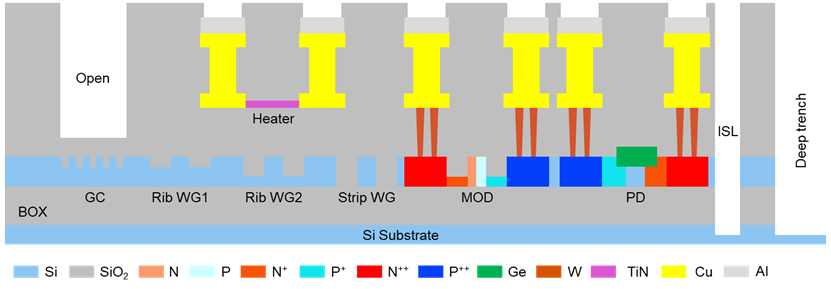 Open
Heater
ISL
Deep trench
GC
Rib WG1
Rib WG2
Strip WG
MOD
PD
BOX
Si Substrate
Si
SiO₂
N
P
N⁺
P⁺
N⁺⁺
P⁺⁺
Ge
W
TiN
Cu
Al